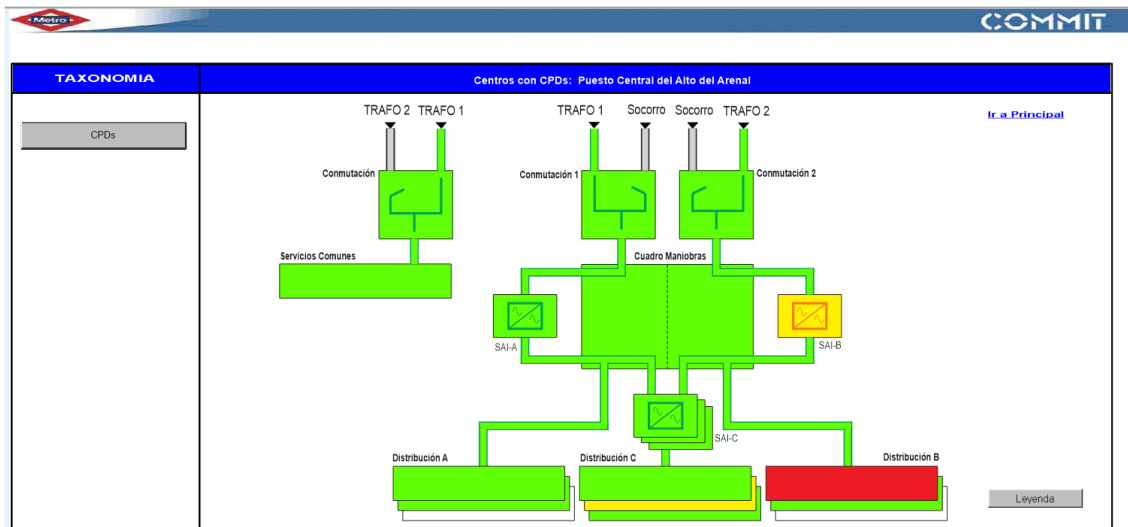 Metro
COMMIT
TAXONOMIA
Centros con CPDs: Puesto Central del Alto del Arenal
CPDs
TRAFO 2 TRAFO 1
TRAFO 1 Socorro Socorro TRAFO 2
Ir a Principal
Conmutación
Conmutación 1
Conmutación 2
Servicios Comunes
Cuadro Maniobras
SAI-A
SAI-B
SAI-C
Distribución A
Distribución C
Distribución B
Leyenda